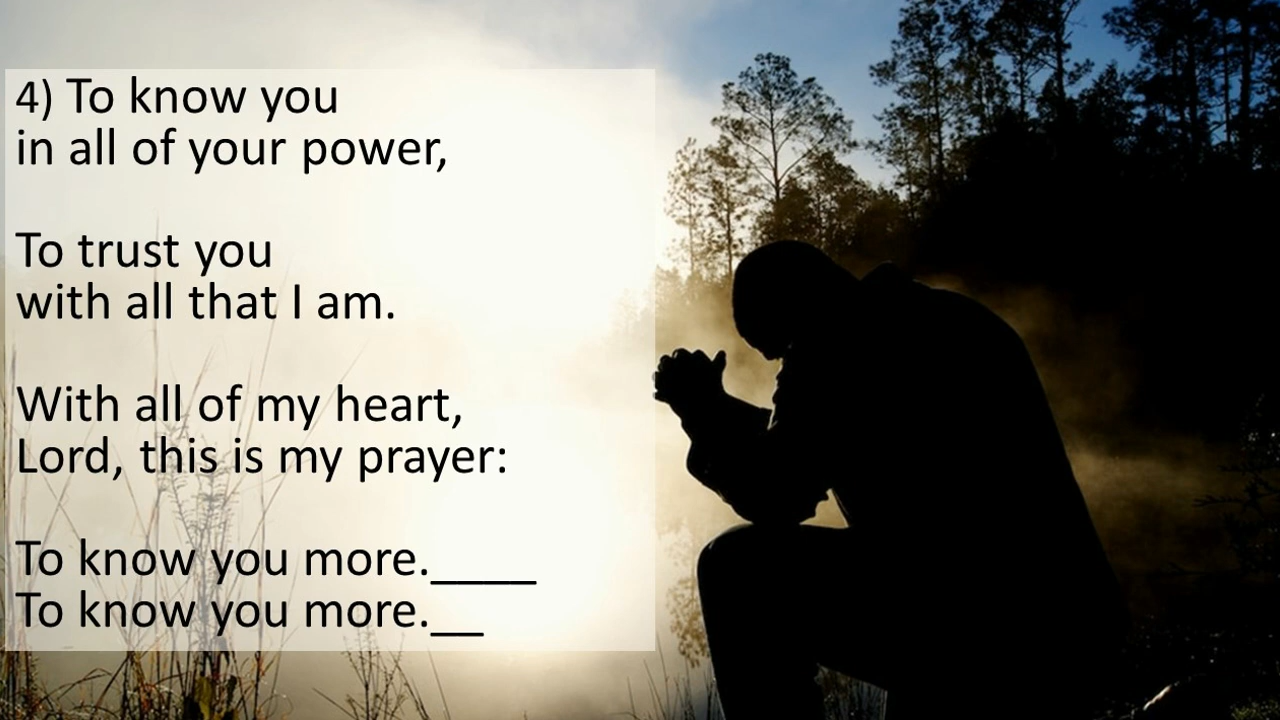 4) To know you
in all of your power,
To trust you
with all that I am.
With all of my heart,
Lord, this is my prayer:
To know you more.____
To know you more.__